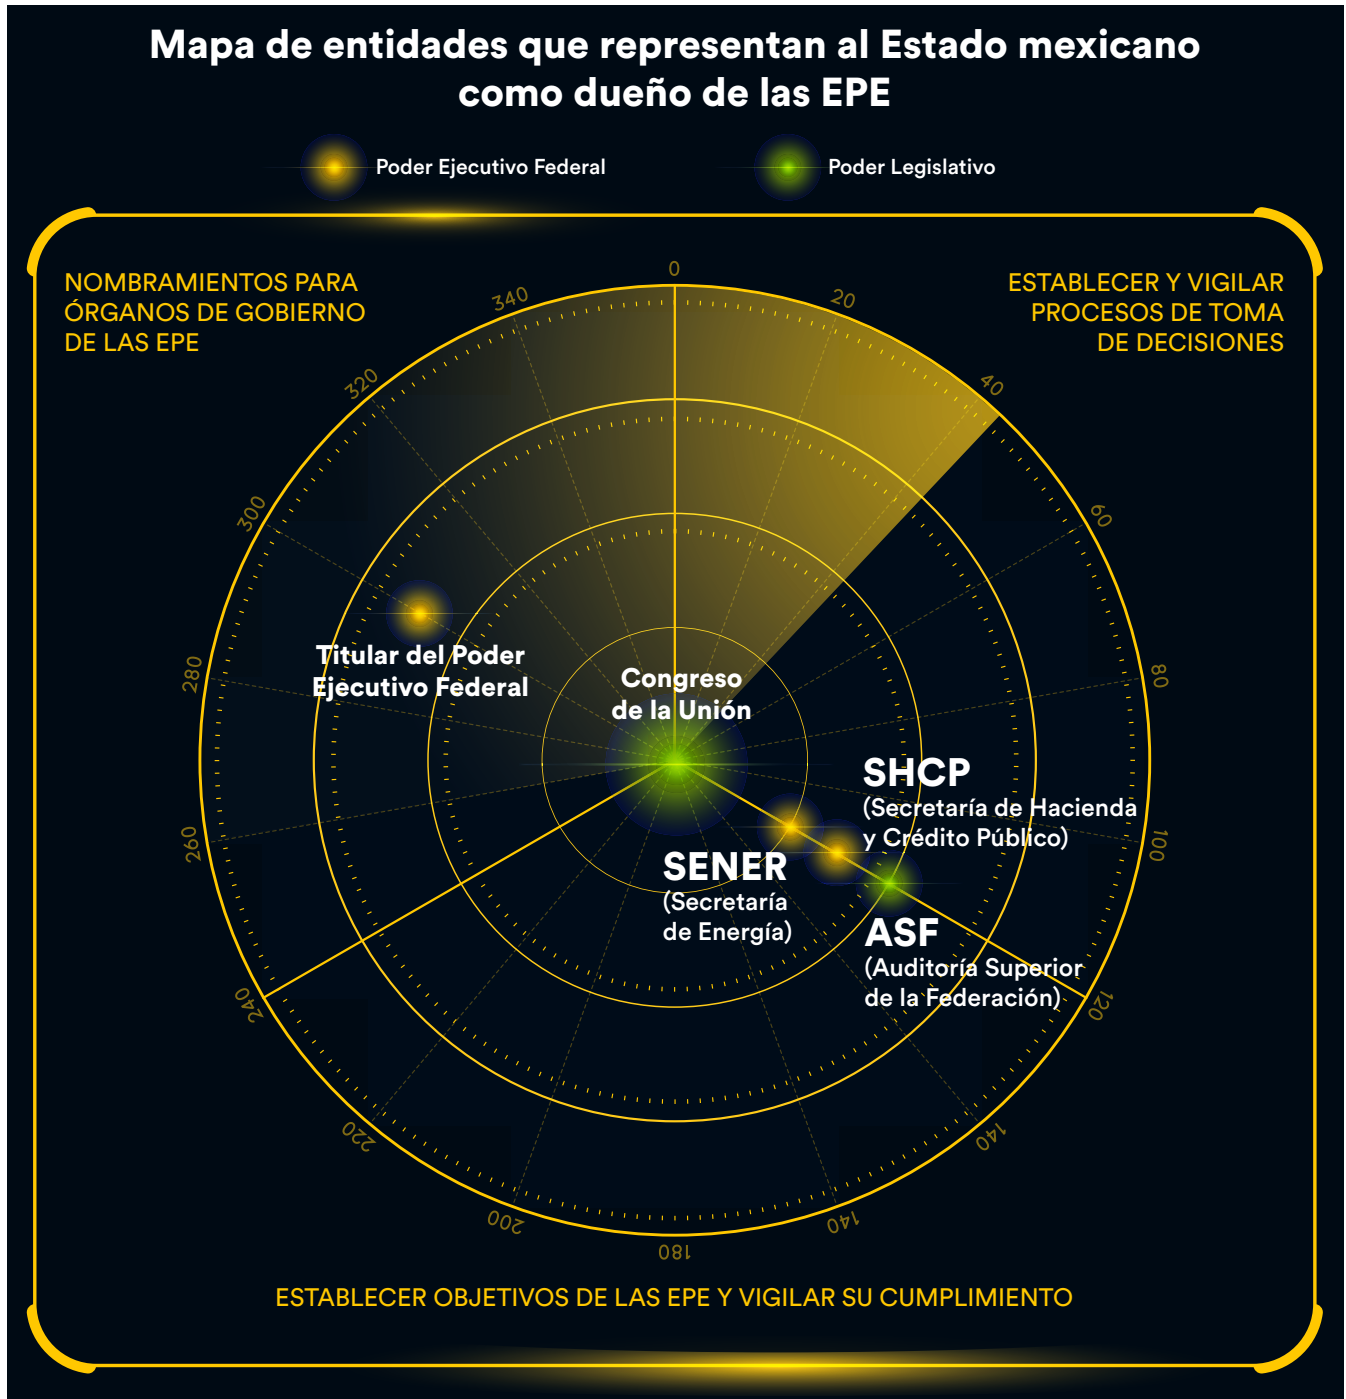 Mapa de entidades que representan al Estado mexicano
como dueño de las EPE
Poder Ejecutivo Federal
Poder Legislativo
NOMBRAMIENTOS PARA
ÓRGANOS DE GOBIERNO
DE LAS EPE
ESTABLECER Y VIGILAR
PROCESOS DE TOMA
DE DECISIONES
0
20
40
60
80
100
120
140
140
180
200
220
240
260
280
300
320
340
Titular del Poder
Ejecutivo Federal
Congreso
de la Unión
SHCP
(Secretaría de Hacienda
y Crédito Público)
SENER
(Secretaría
de Energía)
ASF
(Auditoría Superior
de la Federación)
ESTABLECER OBJETIVOS DE LAS EPE Y VIGILAR SU CUMPLIMIENTO